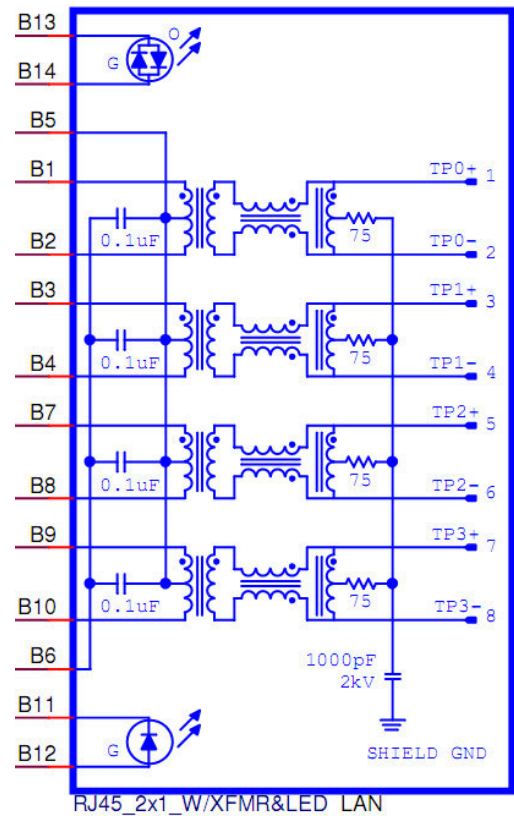 B13
O
G
B14
B5
B1
TP0+ 1
0.1uF
75
B2
TP0- 2
B3
TP1+ 3
0.1uF
75
B4
TP1- 4
B7
TP2+ 5
0.1uF
75
B8
TP2- 6
B9
TP3+ 7
0.1uF
75
B10
TP3- 8
B6
1000pF
2kV
B11
G
SHIELD GND
B12
RJ45_2x1_W/XFMR&LED LAN